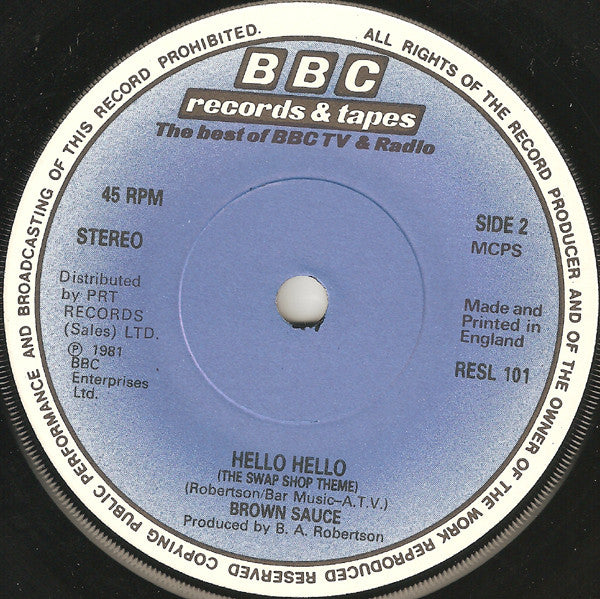 ALL RIGHTS OF THE RECORD PRODUCER AND OF THE OWNER OF THE WORK REPRODUCED RESERVED COPYING PUBLIC PERFORMANCE AND BROADCASTING OF THIS RECORD PROHIBITED.
BBC
records & tapes
The best of BBC TV & Radio
45 RPM
STEREO
Distributed
by PRT
RECORDS
(Sales) LTD.
℗ 1981
BBC
Enterprises
Ltd.
SIDE 2
MCPS
Made and
Printed in
England
RESL 101
HELLO HELLO
(THE SWAP SHOP THEME)
(Robertson/Bar Music–A.T.V.)
BROWN SAUCE
Produced by B. A. Robertson